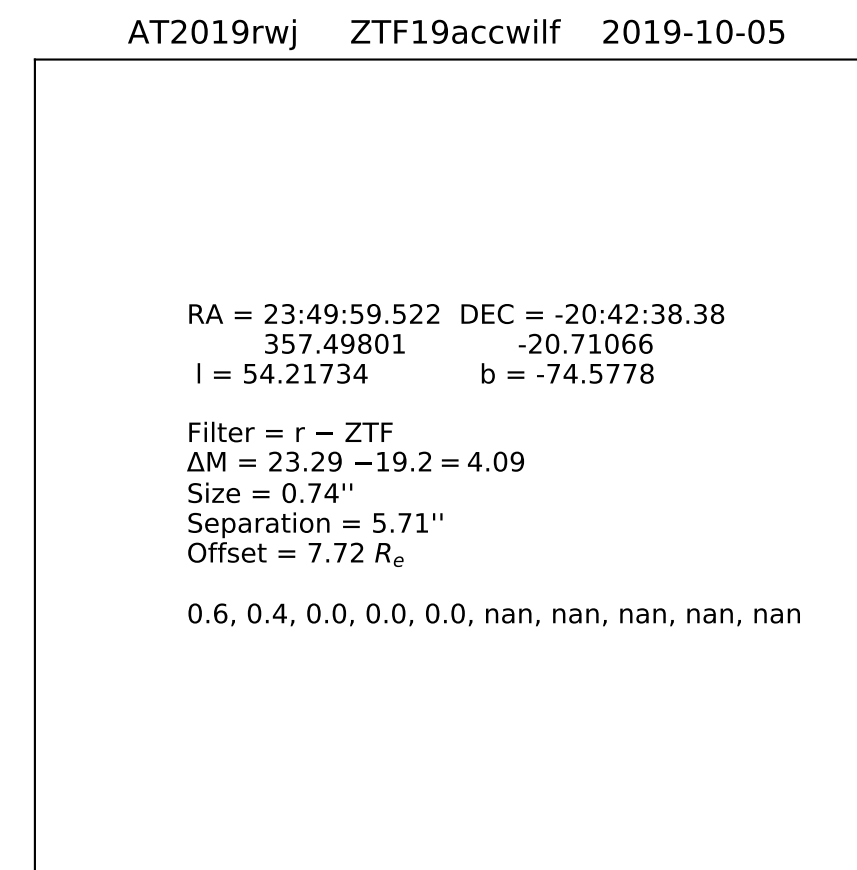 AT2019rwj ZTF19accwilf 2019-10-05
RA = 23:49:59.522 DEC = -20:42:38.38
357.49801 -20.71066
l = 54.21734 b = -74.5778
Filter = r − ZTF
ΔM = 23.29 −19.2 = 4.09
Size = 0.74''
Separation = 5.71''
Offset = 7.72 Rₑ
0.6, 0.4, 0.0, 0.0, 0.0, nan, nan, nan, nan, nan